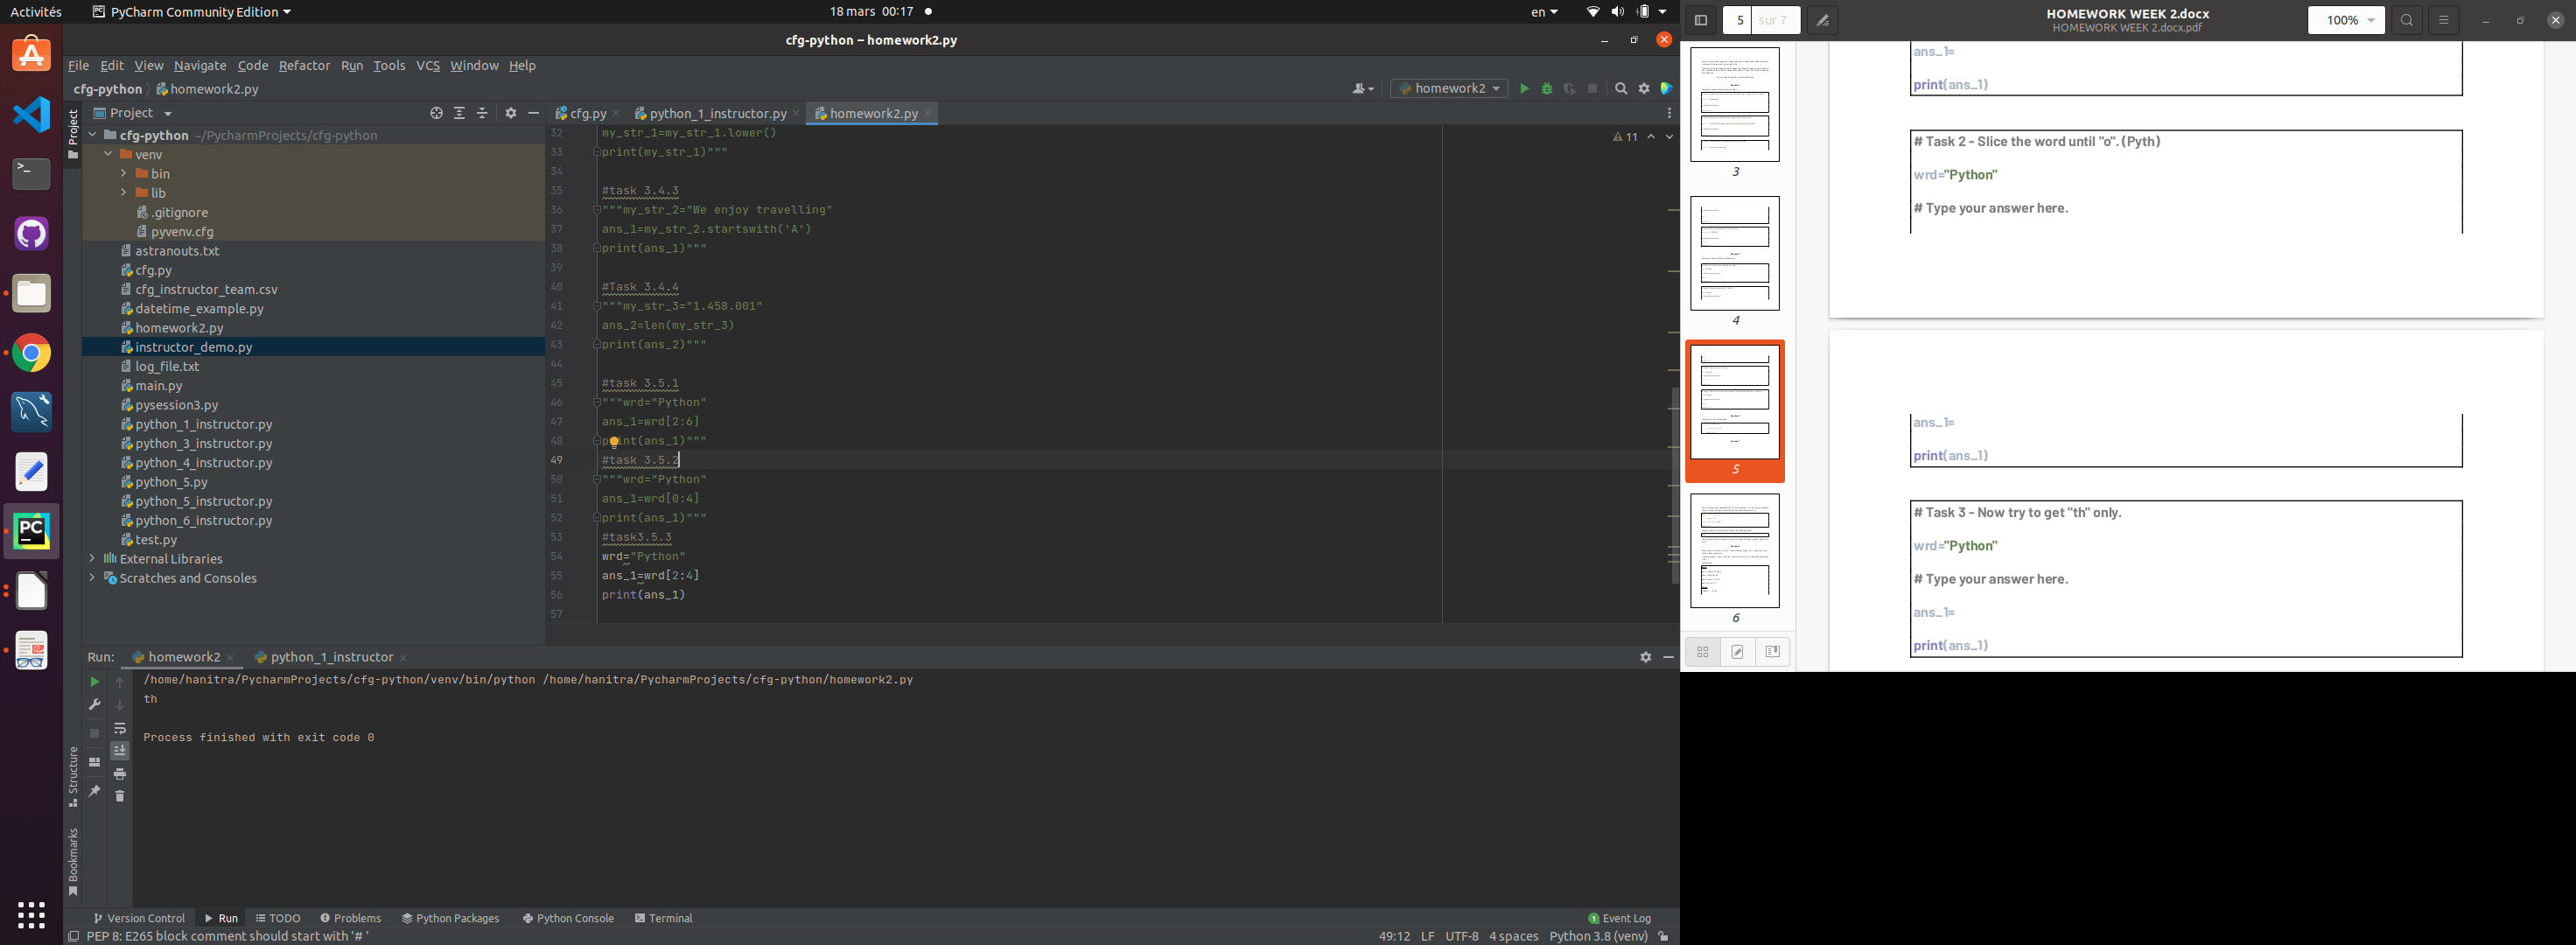 Activités
PyCharm Community Edition
18 mars 00:17
en
cfg-python – homework2.py
File Edit View Navigate Code Refactor Run Tools VCS Window Help
cfg-python
homework2.py
homework2
Project
Project
cfg.py
python_1_instructor.py
homework2.py
cfg-python ~/PycharmProjects/cfg-python
venv
bin
lib
.gitignore
pyvenv.cfg
astranouts.txt
cfg.py
cfg_instructor_team.csv
datetime_example.py
homework2.py
instructor_demo.py
log_file.txt
main.py
pysession3.py
python_1_instructor.py
python_3_instructor.py
python_4_instructor.py
python_5.py
python_5_instructor.py
python_6_instructor.py
test.py
External Libraries
Scratches and Consoles
11
32 my_str_1=my_str_1.lower()
33 print(my_str_1)"""
34
35 #task 3.4.3
36 """my_str_2="We enjoy travelling"
37 ans_1=my_str_2.startswith('A')
38 print(ans_1)"""
39
40 #Task 3.4.4
41 """my_str_3="1.458.001"
42 ans_2=len(my_str_3)
43 print(ans_2)"""
44
45 #task 3.5.1
46 """wrd="Python"
47 ans_1=wrd[2:6]
48 print(ans_1)"""
49 #task 3.5.2
50 """wrd="Python"
51 ans_1=wrd[0:4]
52 print(ans_1)"""
53 #task3.5.3
54 wrd="Python"
55 ans_1=wrd[2:4]
56 print(ans_1)
57
Run:
homework2
python_1_instructor
/home/hanitra/PycharmProjects/cfg-python/venv/bin/python /home/hanitra/PycharmProjects/cfg-python/homework2.py
th
Process finished with exit code 0
Structure
Bookmarks
Version Control
Run
TODO
Problems
Python Packages
Python Console
Terminal
1 Event Log
PEP 8: E265 block comment should start with '# '
49:12 LF UTF-8 4 spaces Python 3.8 (venv)
5 sur 7
HOMEWORK WEEK 2.docx
HOMEWORK WEEK 2.docx.pdf
100%
3
4
5
6
ans_1=
print(ans_1)
# Task 2 - Slice the word until "o". (Pyth)
wrd="Python"
# Type your answer here.
ans_1=
print(ans_1)
# Task 3 - Now try to get "th" only.
wrd="Python"
# Type your answer here.
ans_1=
print(ans_1)